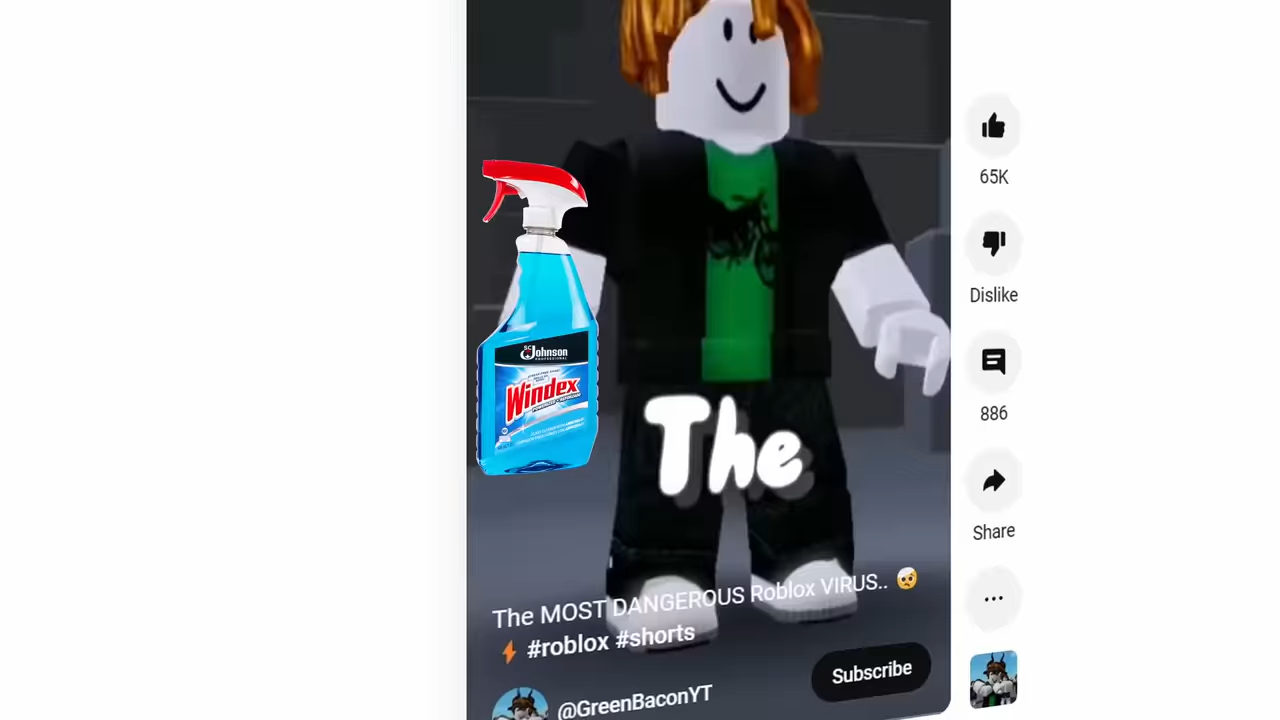 65K
Dislike
SC Johnson
PROFESSIONAL
Windex
The
886
Share
The MOST DANGEROUS Roblox VIRUS.. 🤕
⚡ #roblox #shorts
Subscribe
@GreenBaconYT